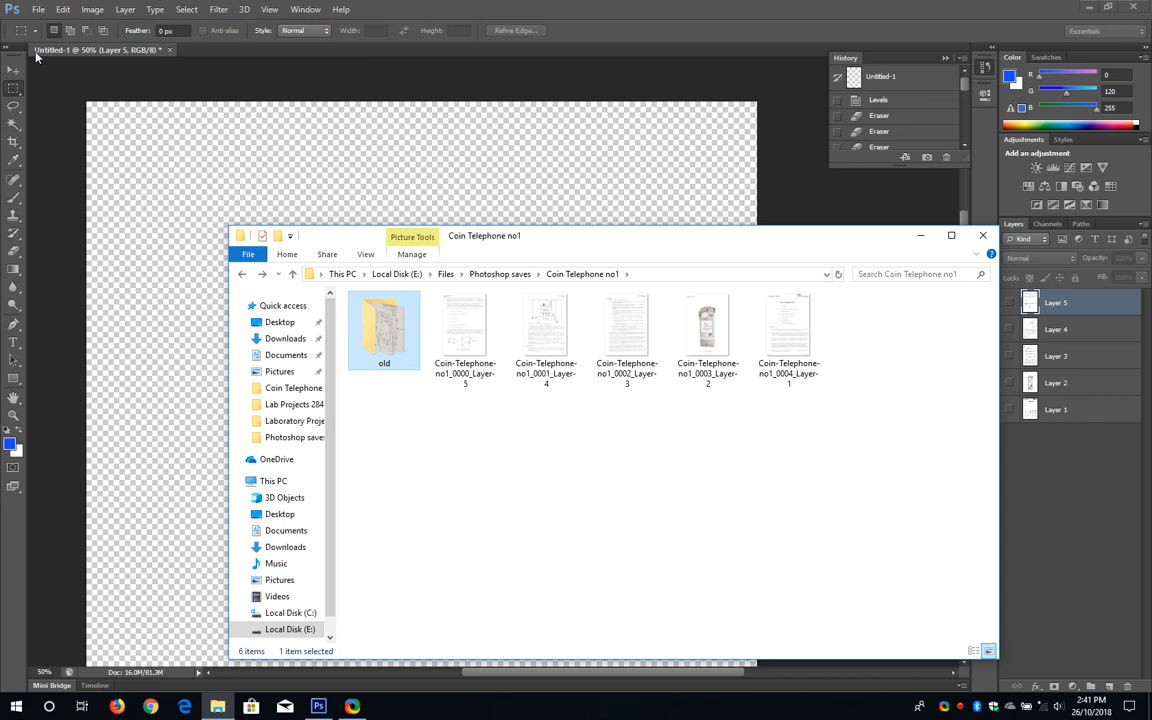 Ps File Edit Image Layer Type Select Filter 3D View Window Help
Feather: 0 px Anti-alias Style: Normal Width: Height: Refine Edge... Essentials
Untitled-1 @ 50% (Layer 5, RGB/8) * ×
History
Untitled-1
Levels
Eraser
Eraser
Eraser
Color Swatches
R 0
G 120
B 255
Adjustments Styles
Add an adjustment
Layers Channels Paths
Kind
Normal Opacity:
Lock: Fill:
Layer 5
Layer 4
Layer 3
Layer 2
Layer 1
Picture Tools Coin Telephone no1
File Home Share View Manage
This PC Local Disk (E:) Files Photoshop saves Coin Telephone no1
Search Coin Telephone no1
Quick access
Desktop
Downloads
Documents
Pictures
Coin Telephone
Lab Projects 284
Laboratory Proje
Photoshop saves
OneDrive
This PC
3D Objects
Desktop
Documents
Downloads
Music
Pictures
Videos
Local Disk (C:)
Local Disk (E:)
old
Coin-Telephone-
no1_0000_Layer-
5
Coin-Telephone-
no1_0001_Layer-
4
Coin-Telephone-
no1_0002_Layer-
3
Coin-Telephone-
no1_0003_Layer-
2
Coin-Telephone-
no1_0004_Layer-
1
6 items 1 item selected
50% Doc: 16.0M/81.3M
Mini Bridge Timeline
2:41 PM
26/10/2018